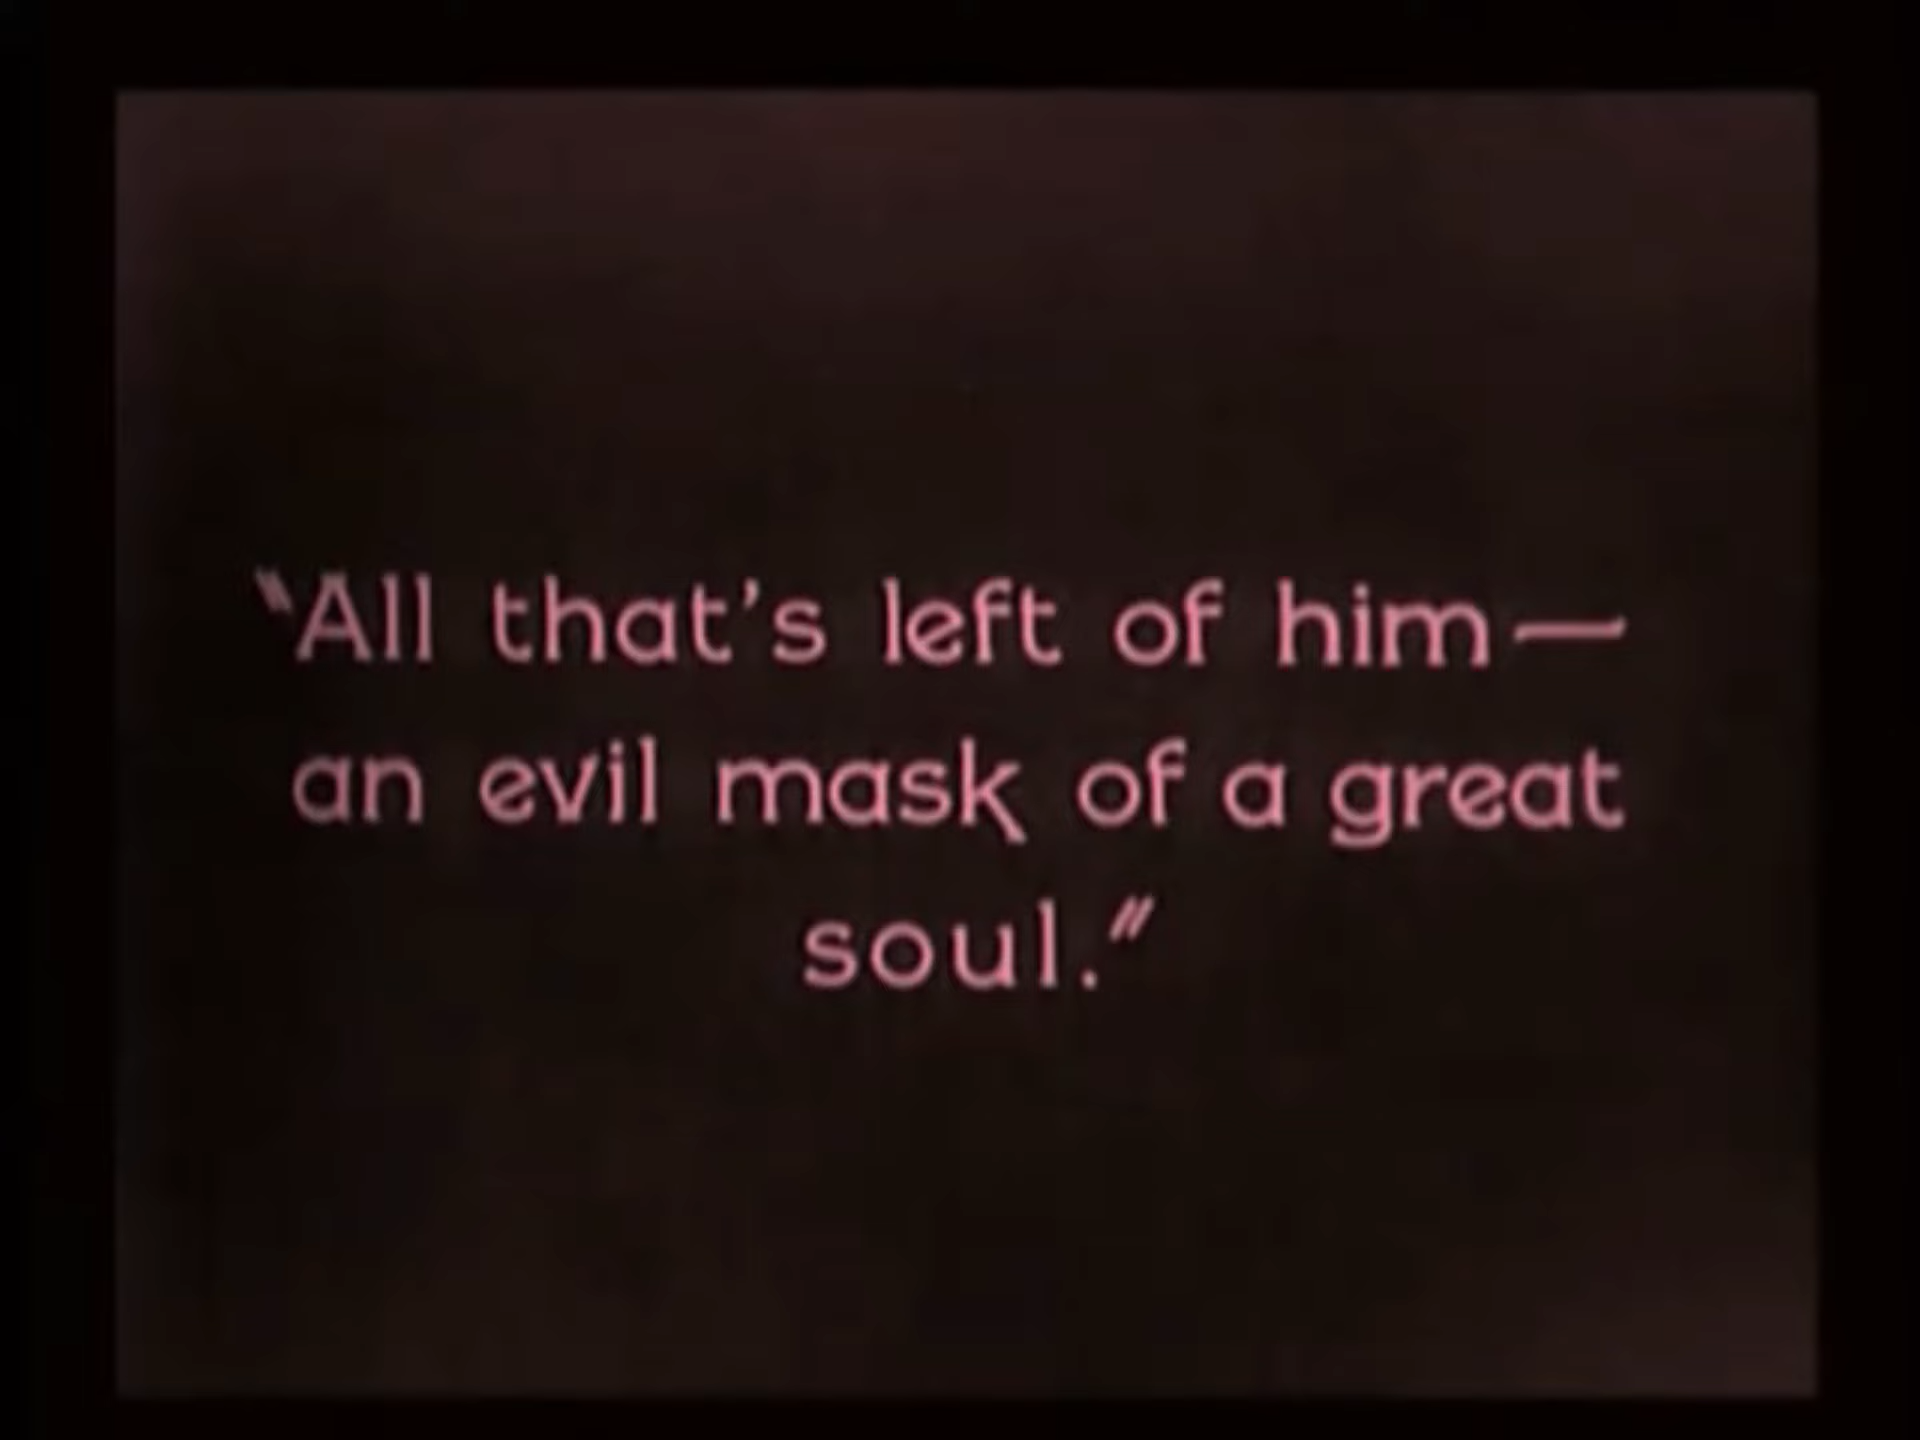 "All that's left of him—
an evil mask of a great
soul."